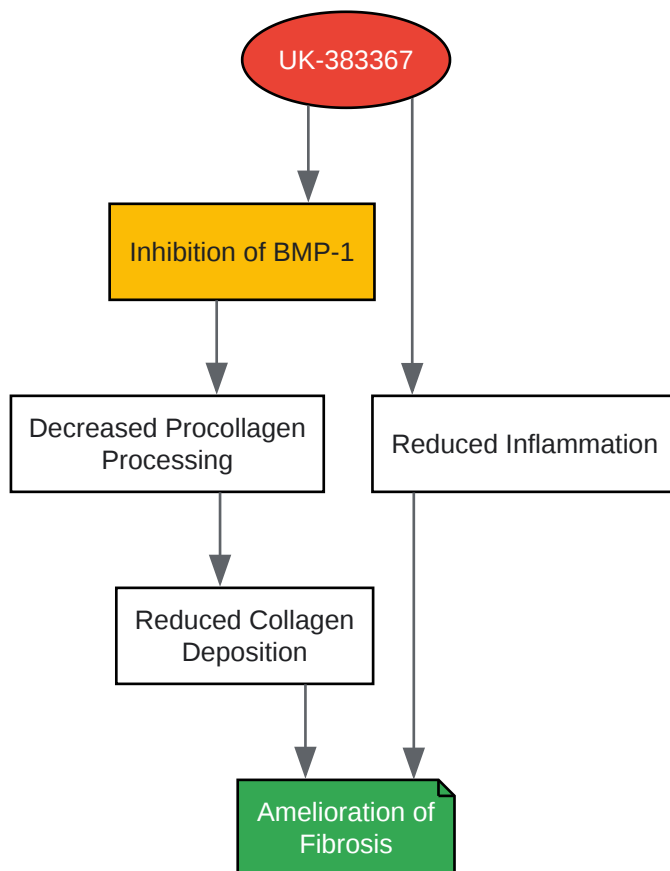 UK-383367
Inhibition of BMP-1
Decreased Procollagen
Processing
Reduced Inflammation
Reduced Collagen
Deposition
Amelioration of
Fibrosis